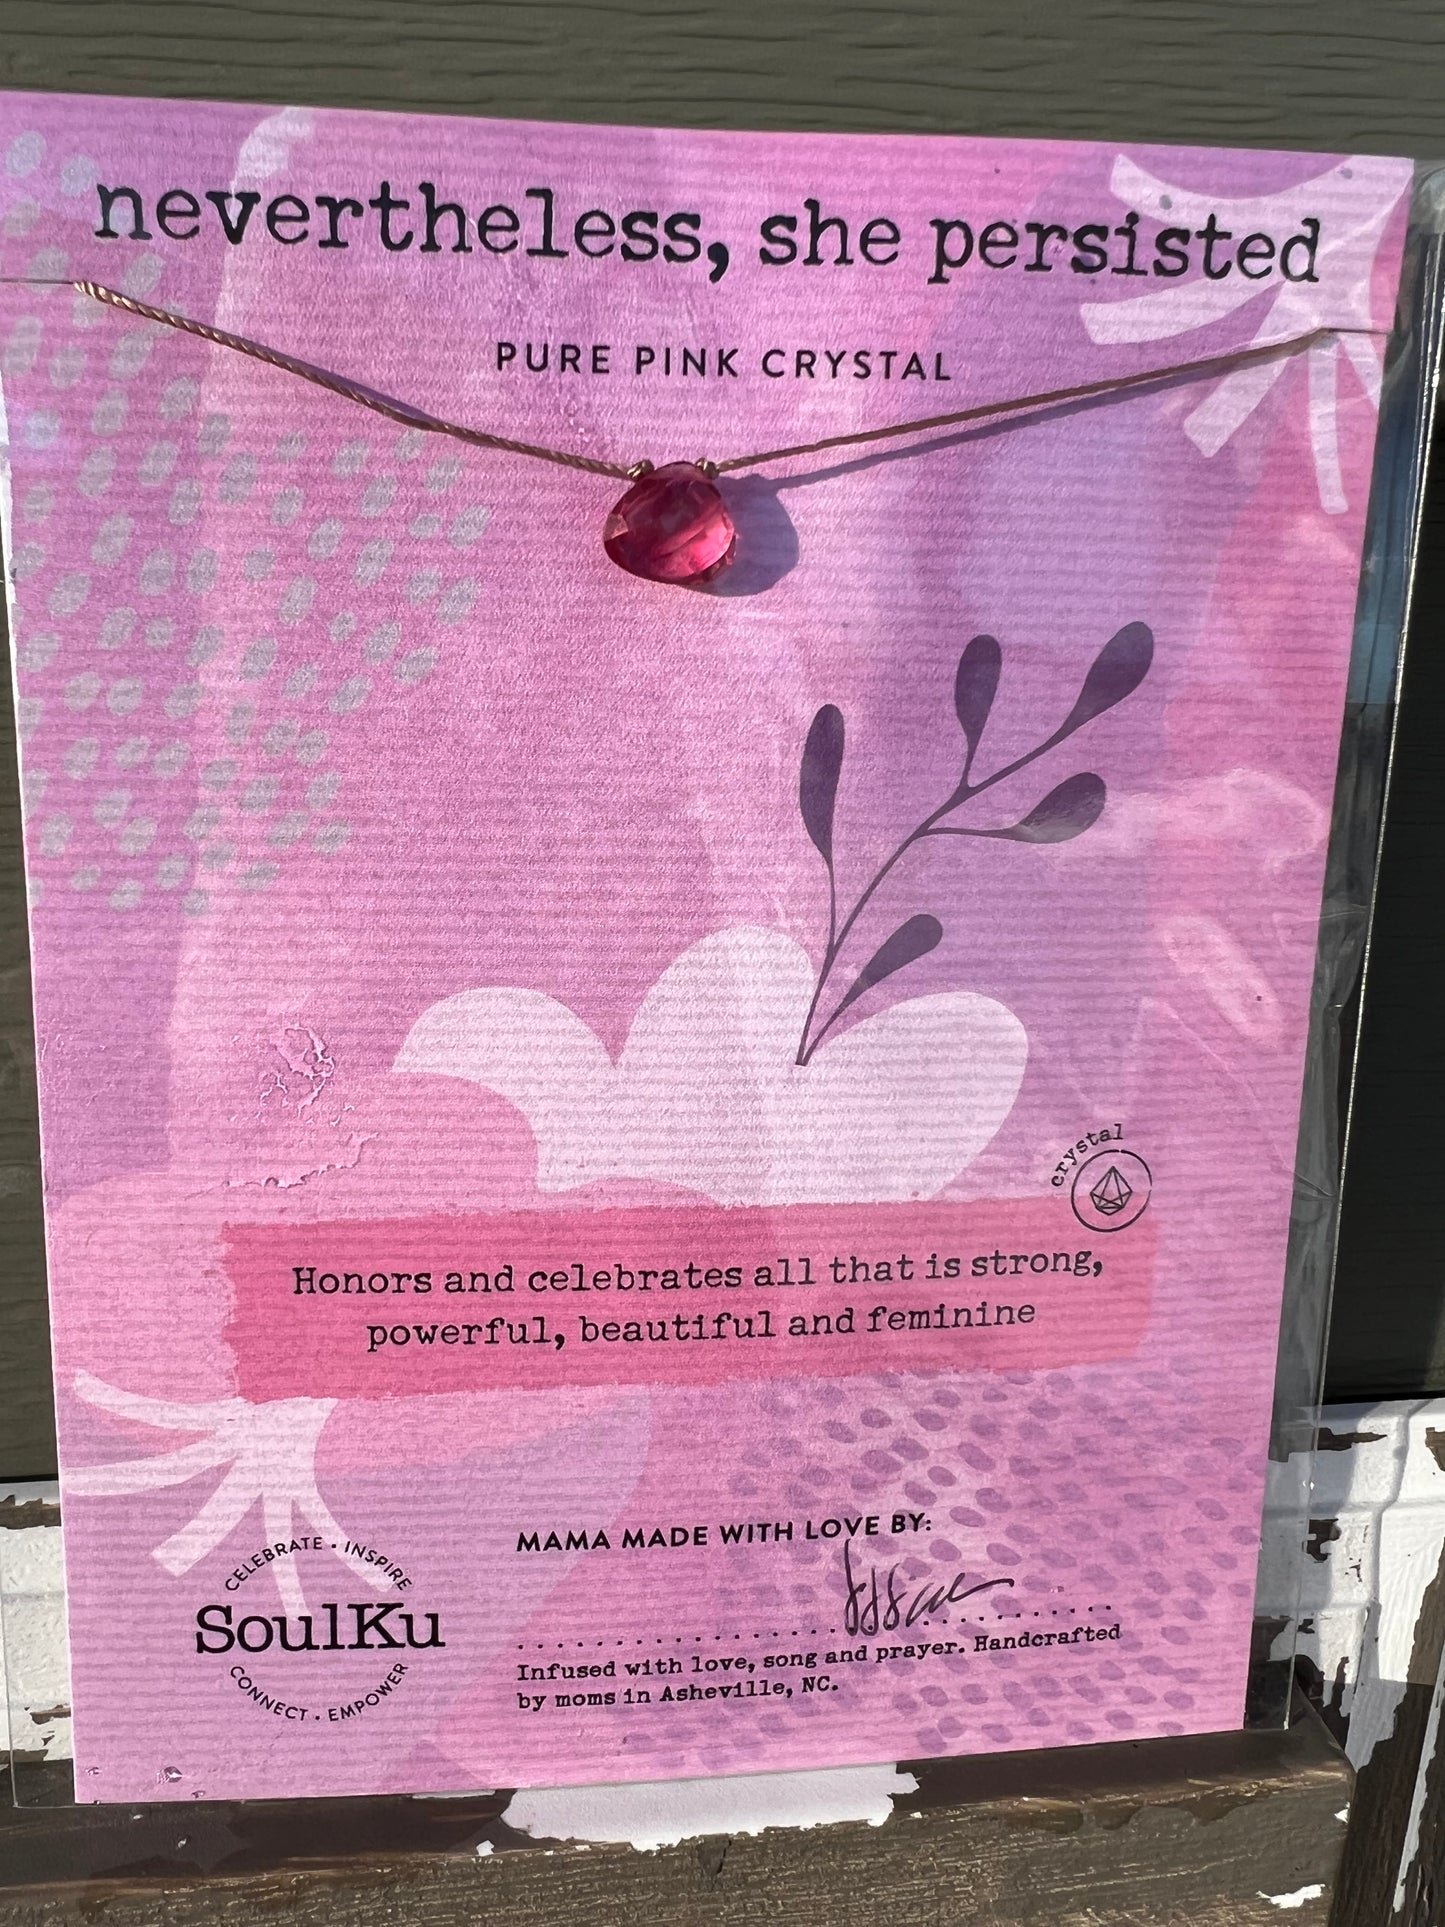 nevertheless, she persisted
PURE PINK CRYSTAL
crystal
Honors and celebrates all that is strong,
powerful, beautiful and feminine
CELEBRATE · INSPIRE
SoulKu
CONNECT · EMPOWER
MAMA MADE WITH LOVE BY:
Infused with love, song and prayer. Handcrafted
by moms in Asheville, NC.